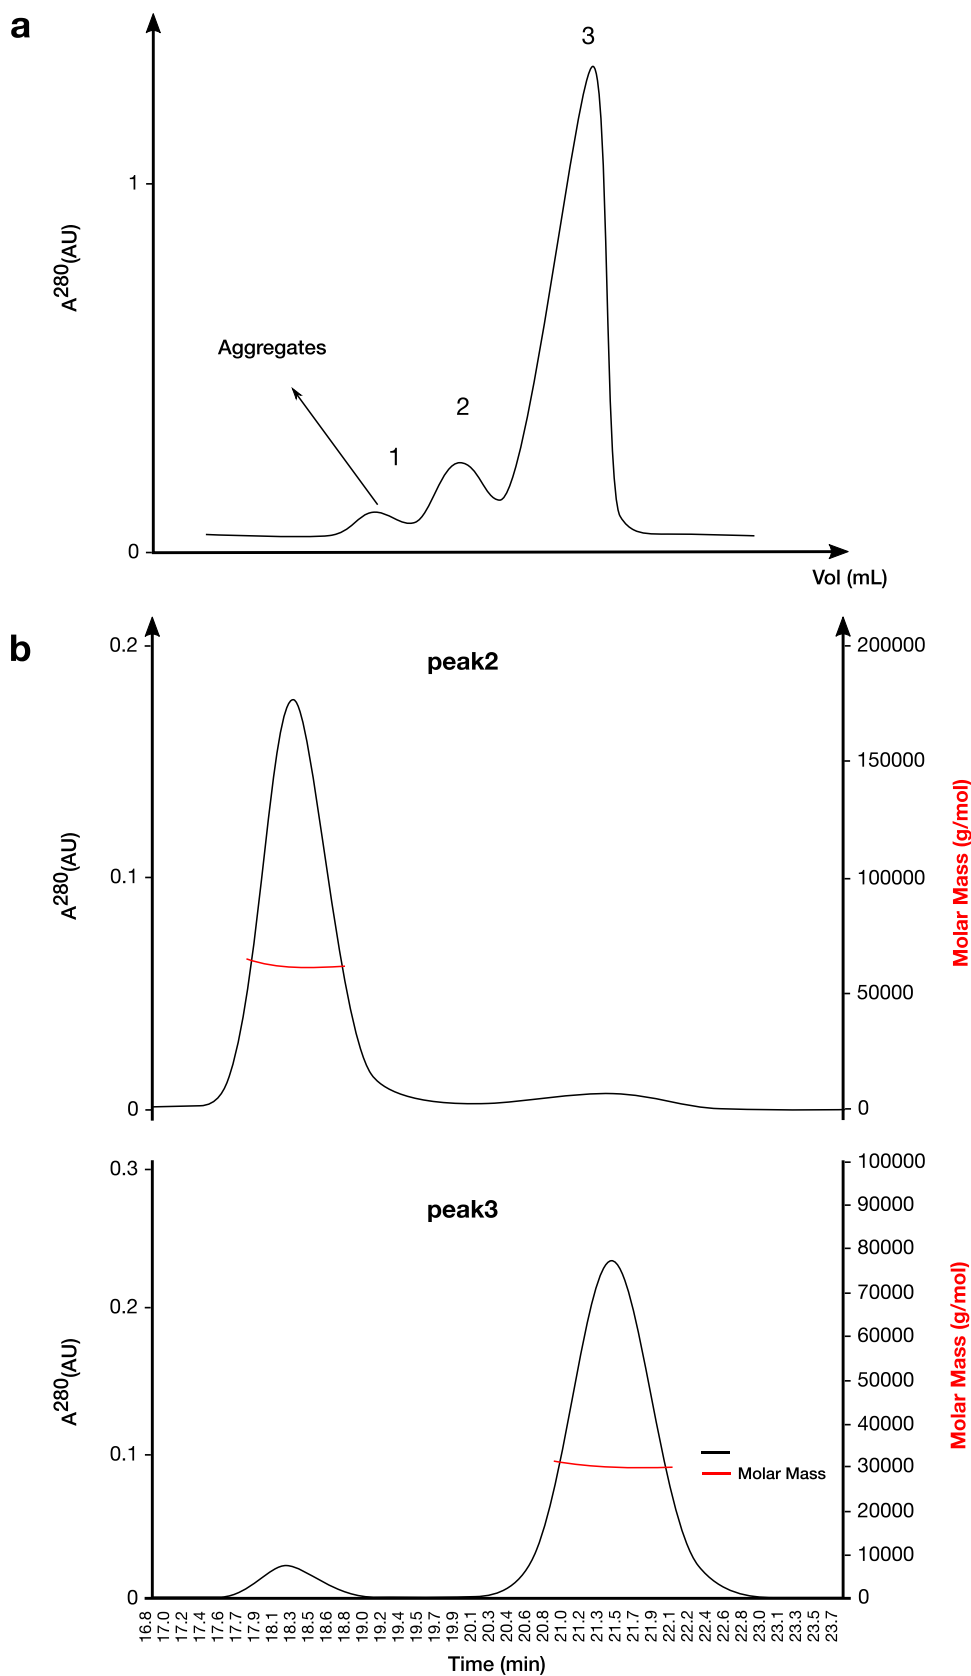 a
3
1
A280(AU)
Aggregates
2
1
0
Vol (mL)
b
0.2
peak2
200000
150000
A280(AU)
0.1
100000
Molar Mass (g/mol)
50000
0
0
0.3
peak3
100000
90000
80000
70000
0.2
60000
A280(AU)
50000
Molar Mass (g/mol)
40000
0.1
30000
Molar Mass
20000
10000
0
0
16.8 17.0 17.2 17.4 17.6 17.7 17.9 18.1 18.3 18.5 18.8 19.0 19.2 19.4 19.5 19.7 19.9 20.1 20.3 20.4 20.6 20.8 21.0 21.2 21.3 21.5 21.7 21.9 22.1 22.2 22.4 22.6 22.8 23.0 23.1 23.3 23.5 23.7
Time (min)